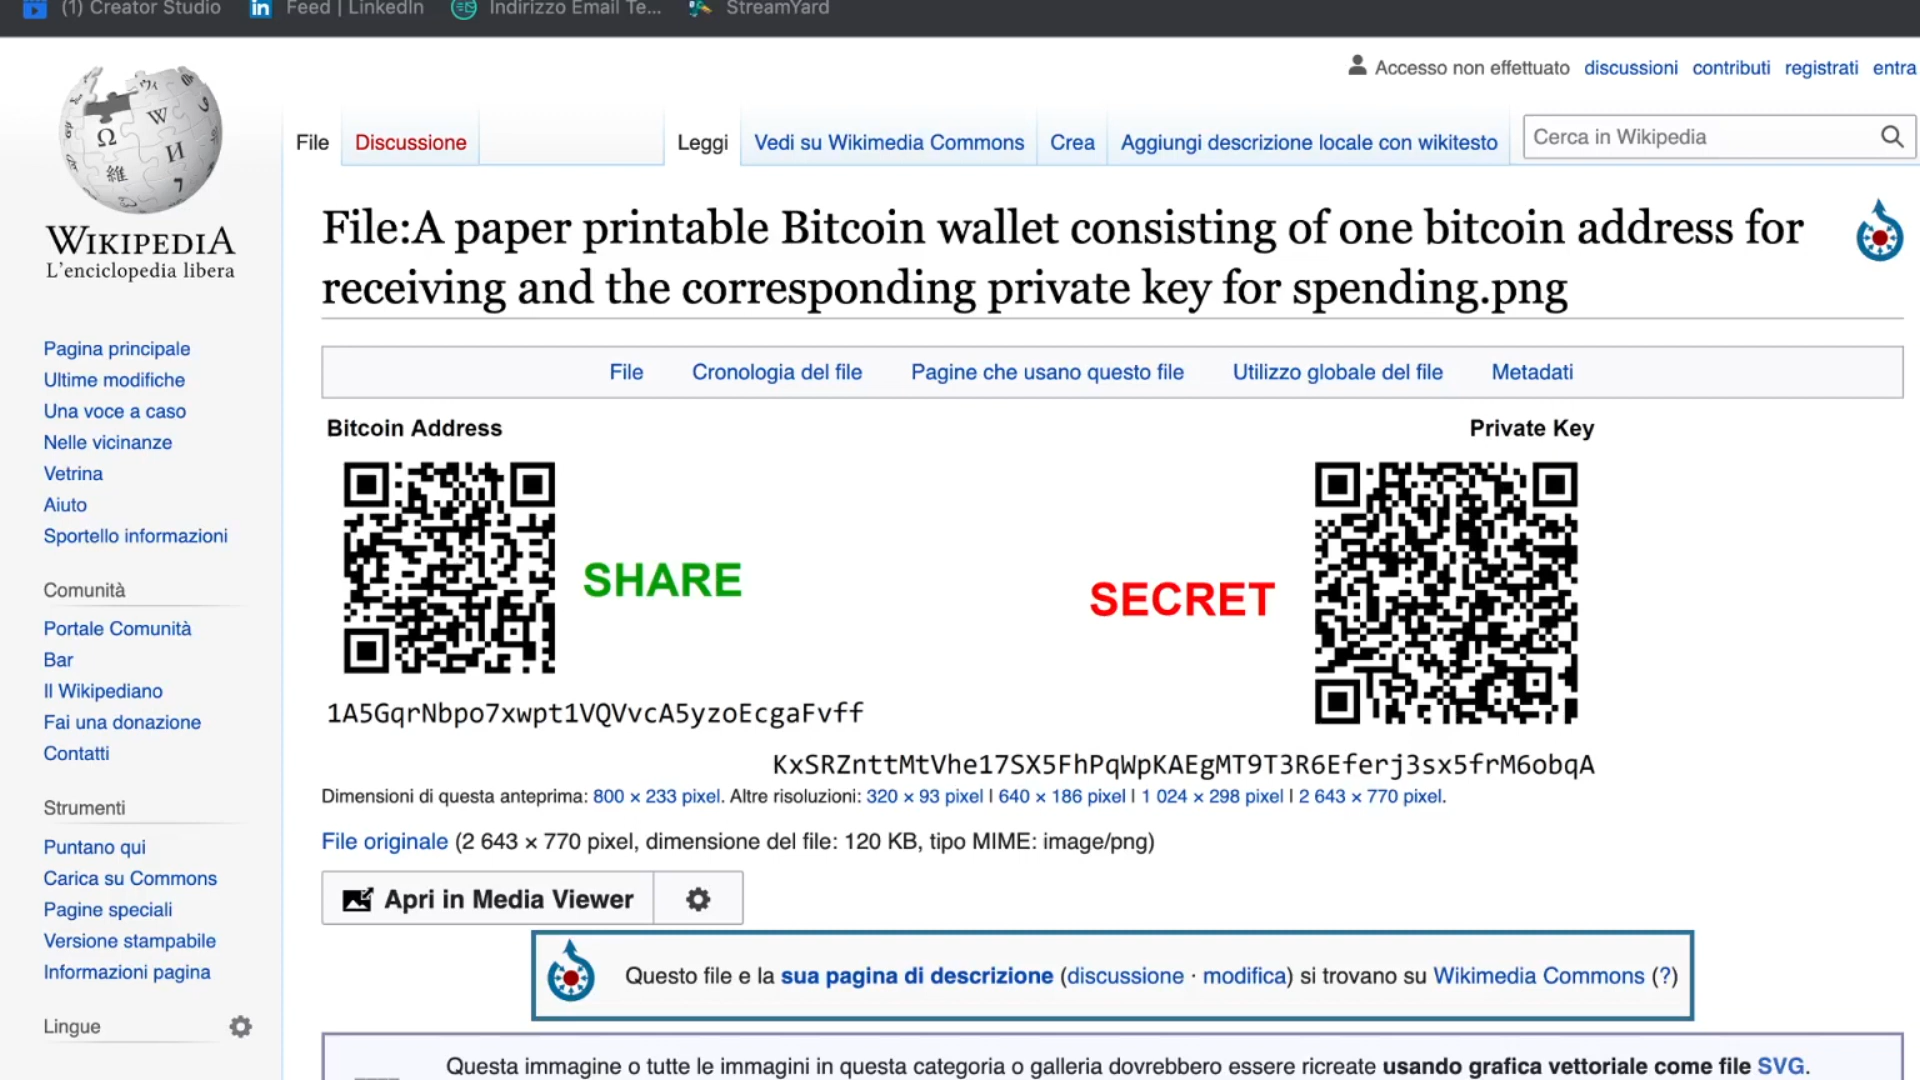 (1) Creator Studio
Feed | LinkedIn
Indirizzo Email Te...
StreamYard
Accesso non effettuato discussioni contributi registrati entra
File Discussione Leggi Vedi su Wikimedia Commons Crea Aggiungi descrizione locale con wikitesto
Cerca in Wikipedia
WIKIPEDIA
L'enciclopedia libera
File:A paper printable Bitcoin wallet consisting of one bitcoin address for
receiving and the corresponding private key for spending.png
Pagina principale
Ultime modifiche
Una voce a caso
Nelle vicinanze
Vetrina
Aiuto
Sportello informazioni
Comunità
Portale Comunità
Bar
Il Wikipediano
Fai una donazione
Contatti
Strumenti
Puntano qui
Carica su Commons
Pagine speciali
Versione stampabile
Informazioni pagina
Lingue
File Cronologia del file Pagine che usano questo file Utilizzo globale del file Metadati
Bitcoin Address
Private Key
SHARE
SECRET
1A5GqrNbpo7xwpt1VQVvcA5yzoEcgaFvff
KxSRZnttMtVhe17SX5FhPqWpKAEgMT9T3R6Eferj3sx5frM6obqA
Dimensioni di questa anteprima: 800 × 233 pixel. Altre risoluzioni: 320 × 93 pixel | 640 × 186 pixel | 1 024 × 298 pixel | 2 643 × 770 pixel.
File originale (2 643 × 770 pixel, dimensione del file: 120 KB, tipo MIME: image/png)
Apri in Media Viewer
Questo file e la sua pagina di descrizione (discussione · modifica) si trovano su Wikimedia Commons (?)
Questa immagine o tutte le immagini in questa categoria o galleria dovrebbero essere ricreate usando grafica vettoriale come file SVG.